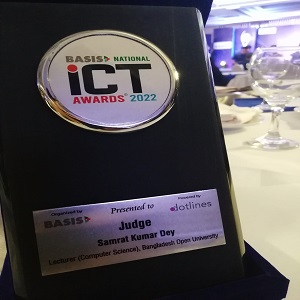 BASIS NATIONAL
iCT
AWARDS 2022
Organized by
BASIS
Presented to
Judge
Samrat Kumar Dey
Lecturer (Computer Science), Bangladesh Open University
Presented by
dotlines